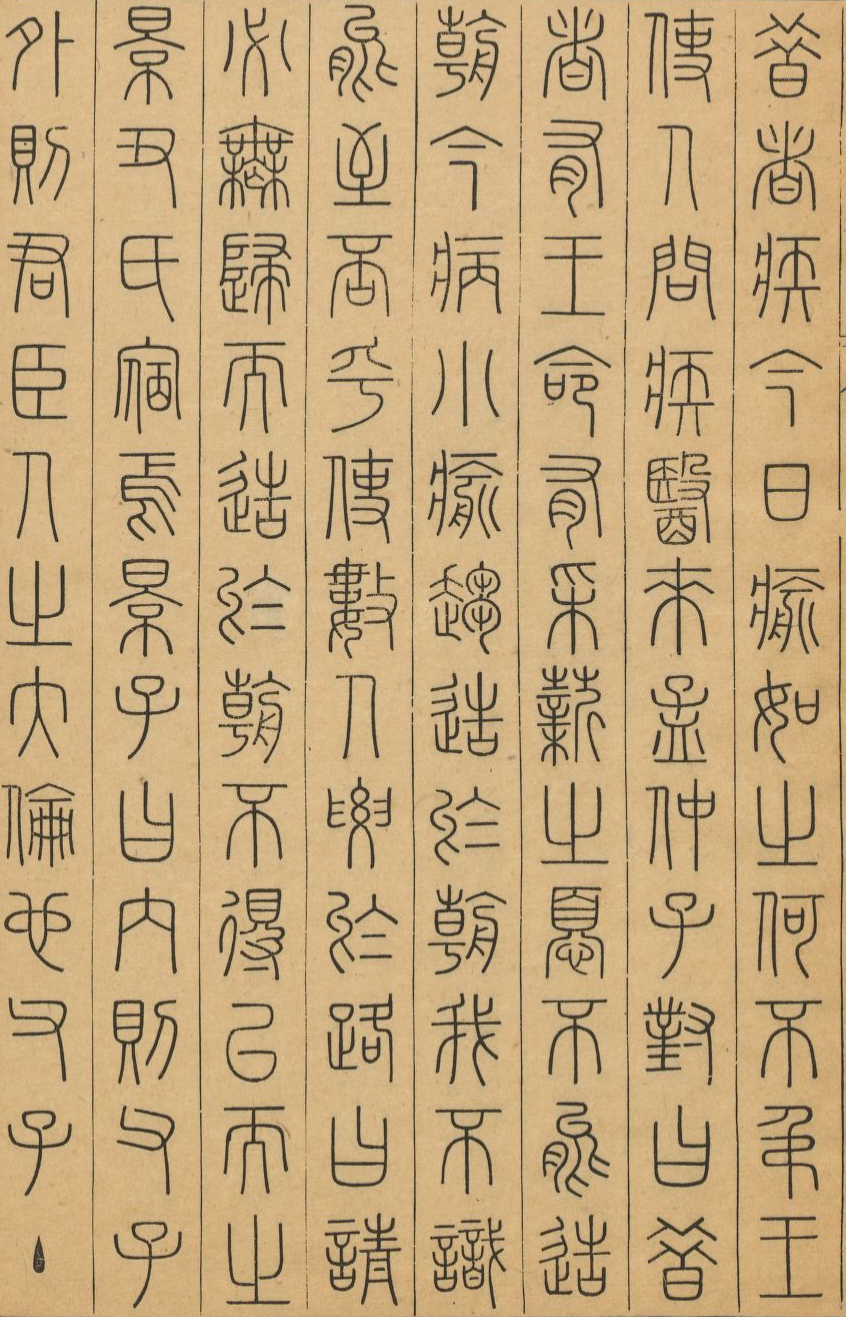 昔者疾今日瘉如之何不弔王
使人問疾醫來孟仲子對曰昔
者有王命有采薪之憂不能造
朝今病小瘉趨造於朝我不識
能至否乎使數人要於路曰請
必無歸而造於朝不得已而之
景丑氏宿焉景子曰內則父子
外則君臣人之大倫也父子